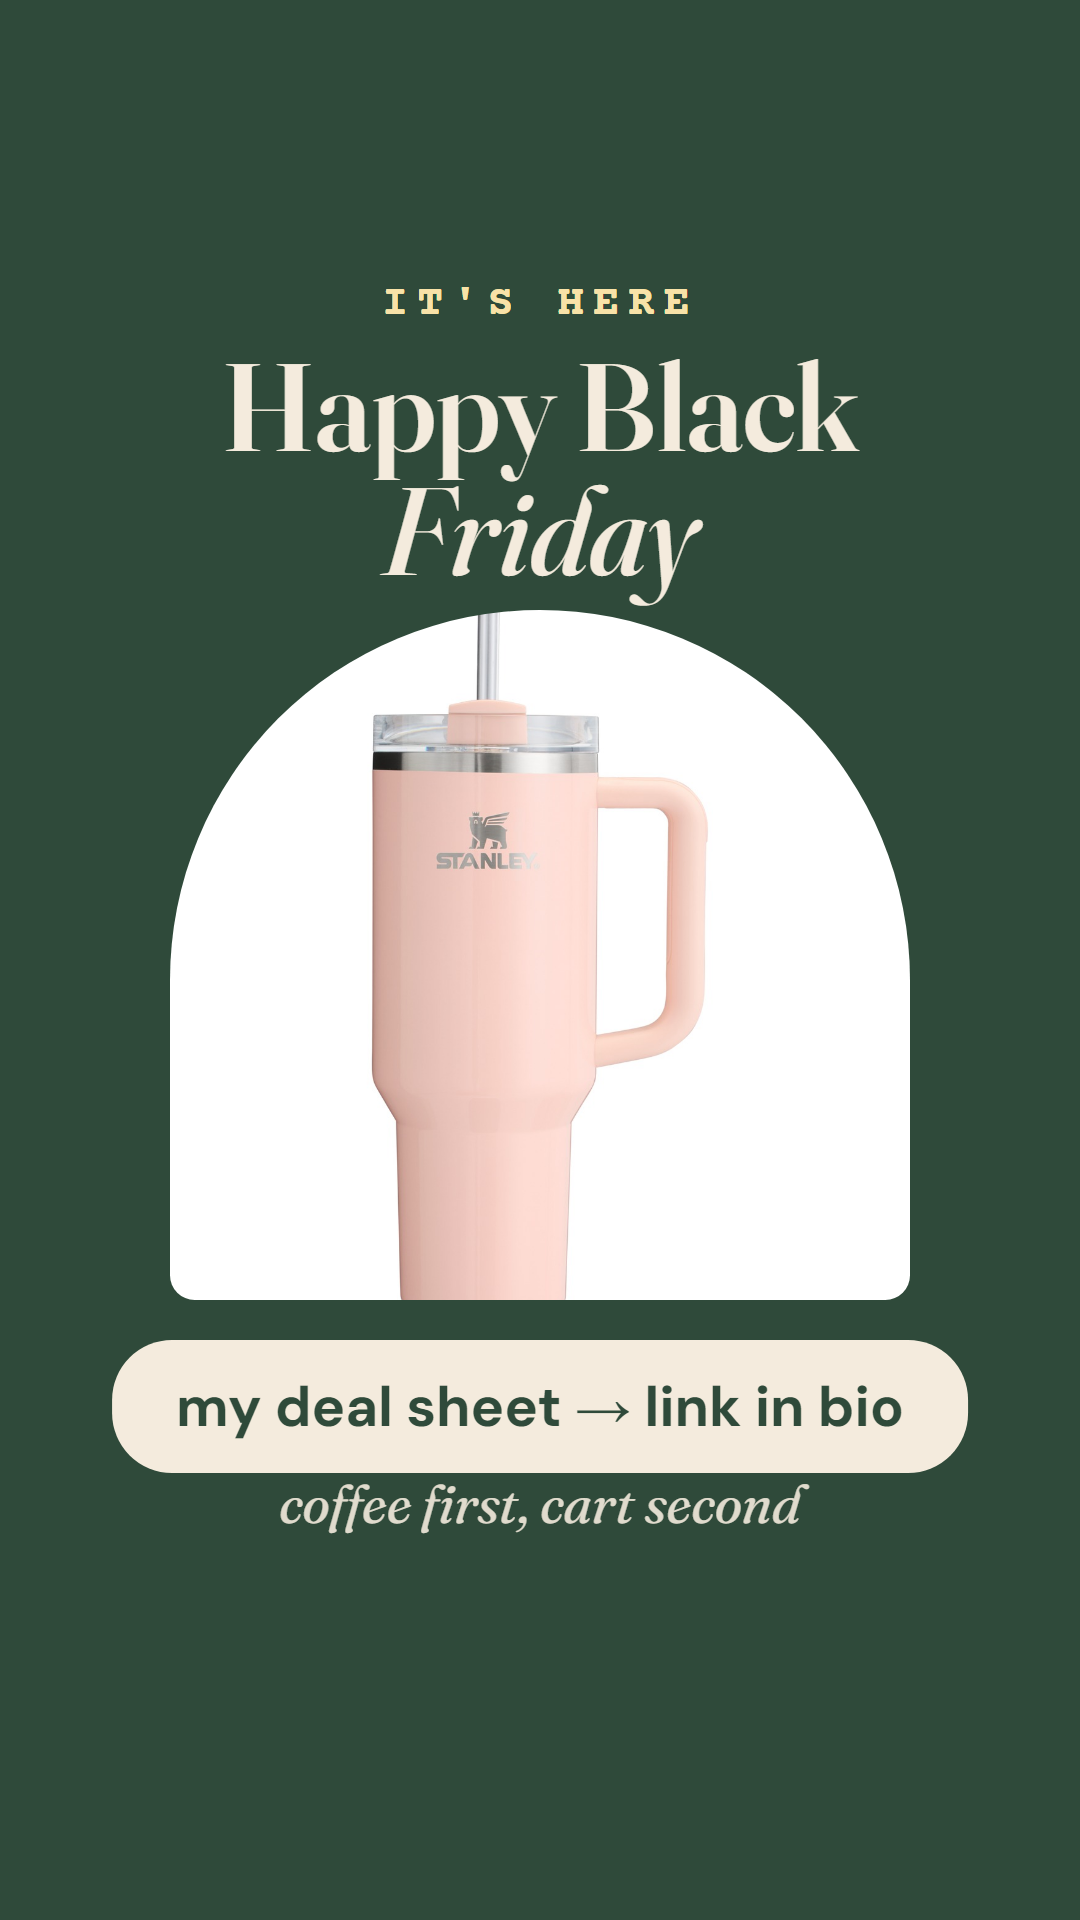 IT'S HERE
Happy Black
Friday
STANLEY
my deal sheet → link in bio
coffee first, cart second